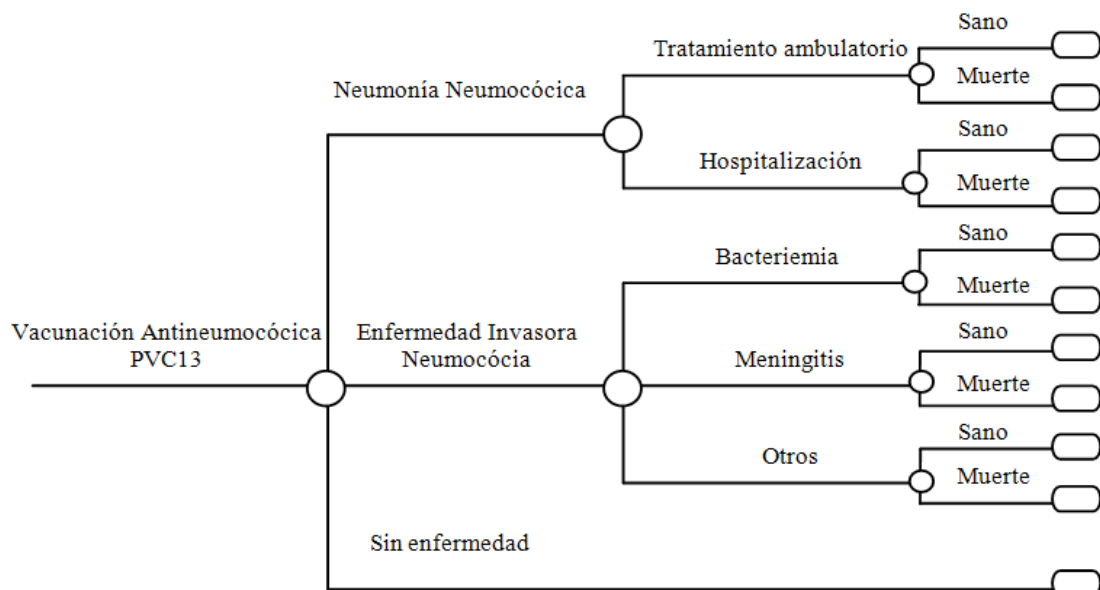 Sano
Tratamiento ambulatorio
Muerte
Neumonía Neumocócica
Sano
Hospitalización
Muerte
Sano
Bacteriemia
Muerte
Vacunación Antineumocócica
PVC13
Enfermedad Invasora
Neumocócia
Sano
Meningitis
Muerte
Sano
Otros
Muerte
Sin enfermedad